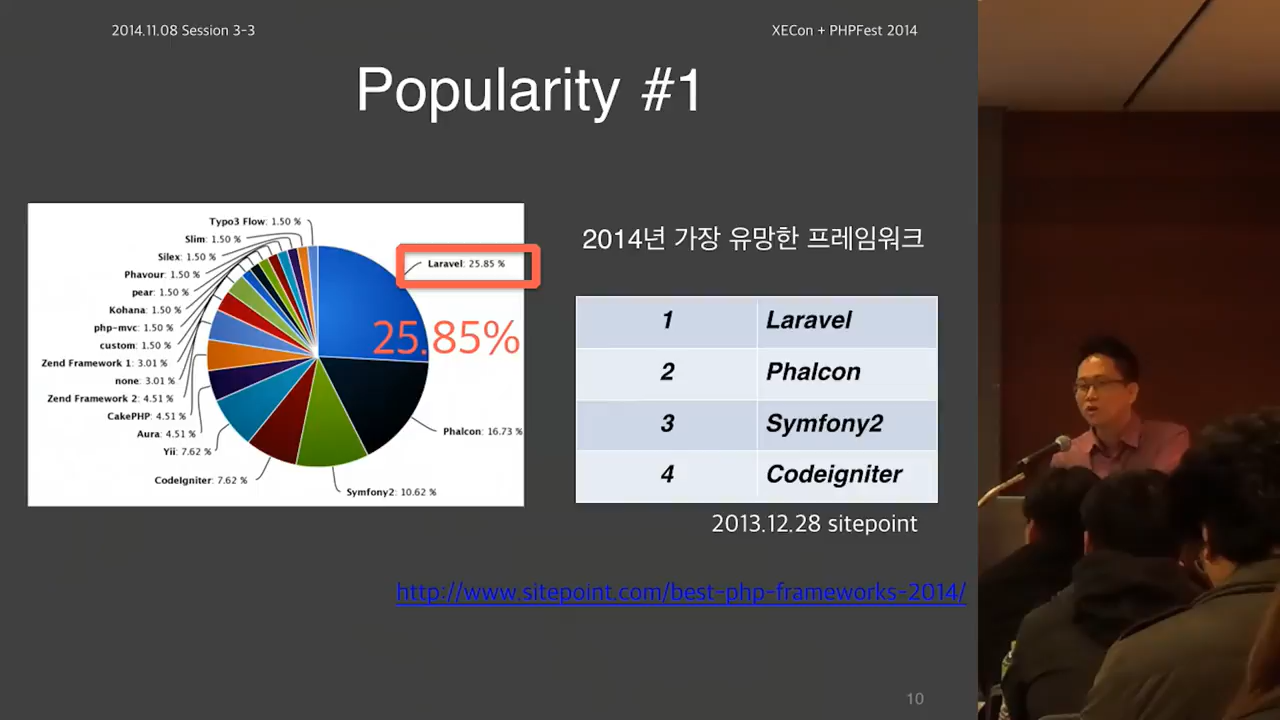 2014.11.08 Session 3-3
XECon + PHPFest 2014
Popularity #1
Typo3 Flow: 1.50 %
Slim: 1.50 %
Silex: 1.50 %
Phavour: 1.50 %
pear: 1.50 %
Kohana: 1.50 %
php-mvc: 1.50 %
custom: 1.50 %
Zend Framework 1: 3.01 %
none: 3.01 %
Zend Framework 2: 4.51 %
CakePHP: 4.51 %
Aura: 4.51 %
Yii: 7.62 %
CodeIgniter: 7.62 %
Symfony2: 10.62 %
Phalcon: 16.73 %
Laravel: 25.85 %
25.85%
2014년 가장 유망한 프레임워크
1 Laravel
2 Phalcon
3 Symfony2
4 Codeigniter
2013.12.28 sitepoint
http://www.sitepoint.com/best-php-frameworks-2014/
10